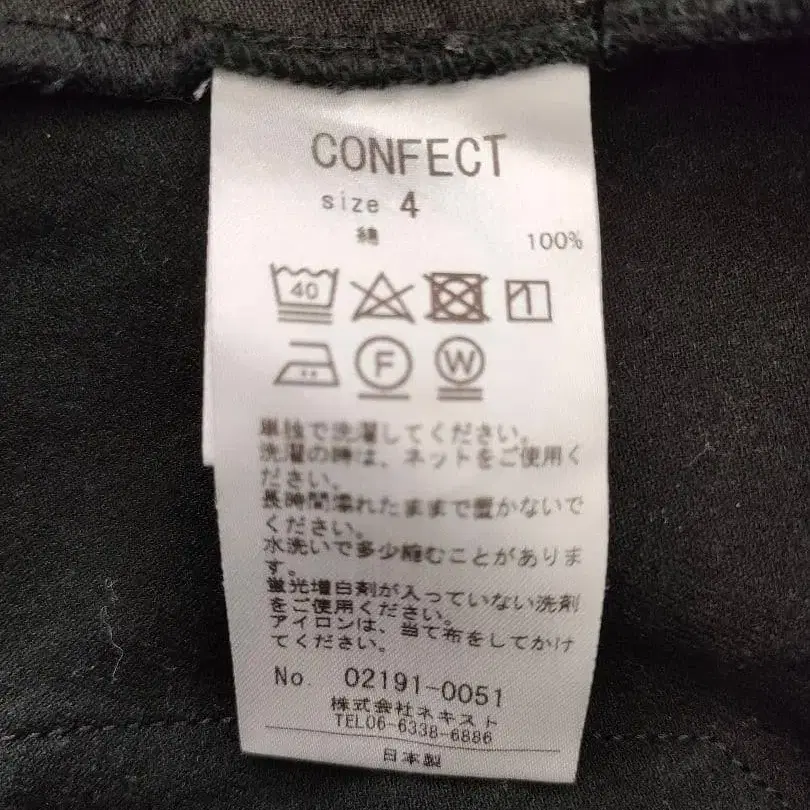 CONFECT
size 4
綿 100%
40
F W
単独で洗濯してください。
洗濯の時は、ネットをご使用く
ださい。
長時間濡れたままで置かないで
ください。
水洗いで多少縮むことがありま
す。
蛍光増白剤が入っていない洗剤
をご使用ください。
アイロンは、当て布をしてかけ
てください。
No. 02191-0051
株式会社ネキスト
TEL06-6338-6886
日本製